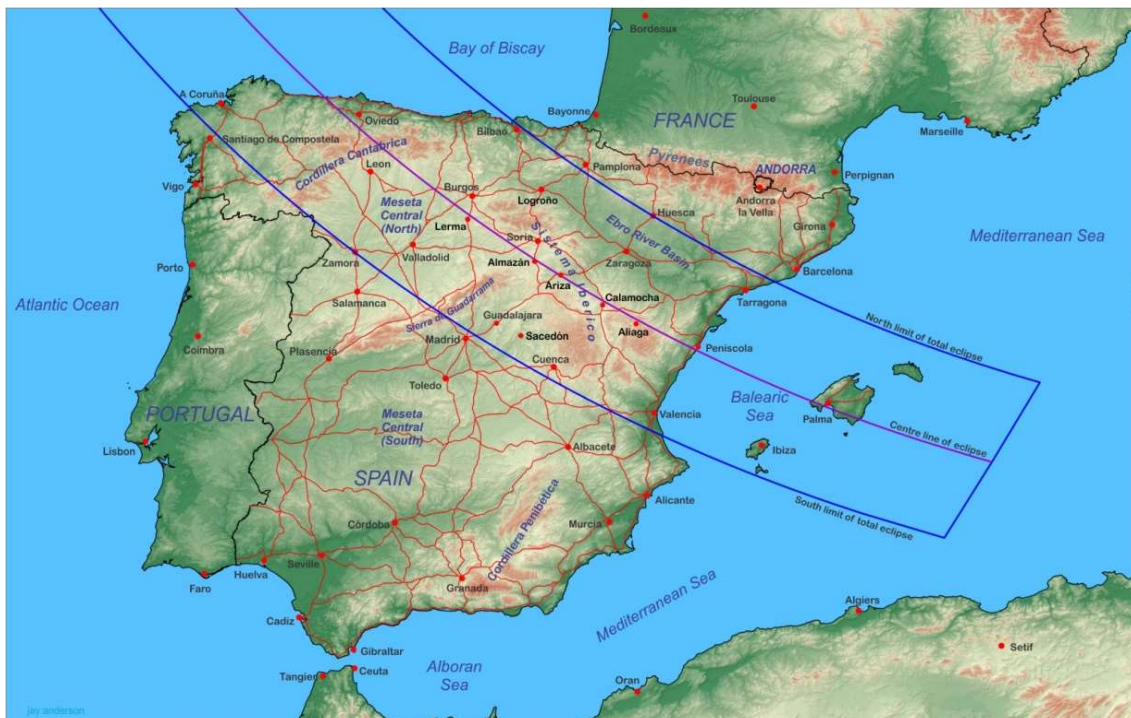 Bordeaux
Bay of Biscay
A Coruña
Oviedo
Bilbao
Bayonne
Toulouse
FRANCE
Marseille
Santiago de Compostela
Cordillera Cantabrica
Leon
Pamplona
Pyrenees
ANDORRA
Perpignan
Vigo
Burgos
Logroño
Andorra
la Vella
Meseta
Central
(North)
Lerma
Huesca
Girona
Soria
Sistema Iberico
Ebro River Basin
Mediterranean Sea
Zamora
Valladolid
Almazán
Zaragoza
Porto
Ariza
Barcelona
Atlantic Ocean
Salamanca
Sierra de Guadarrama
Calamocha
Tarragona
Guadalajara
North limit of total eclipse
Coimbra
Plasencia
Madrid
Sacedón
Aliaga
Peniscola
Cuenca
Toledo
PORTUGAL
Meseta
Central
(South)
Valencia
Balearic
Sea
Palma
Centre line of eclipse
Lisbon
Albacete
Ibiza
SPAIN
Alicante
South limit of total eclipse
Córdoba
Murcia
Cordillera Penibética
Huelva
Seville
Faro
Granada
Cadiz
Mediterranean Sea
Algiers
Gibraltar
Setif
Tangier
Ceuta
Alboran
Sea
Oran
jay anderson